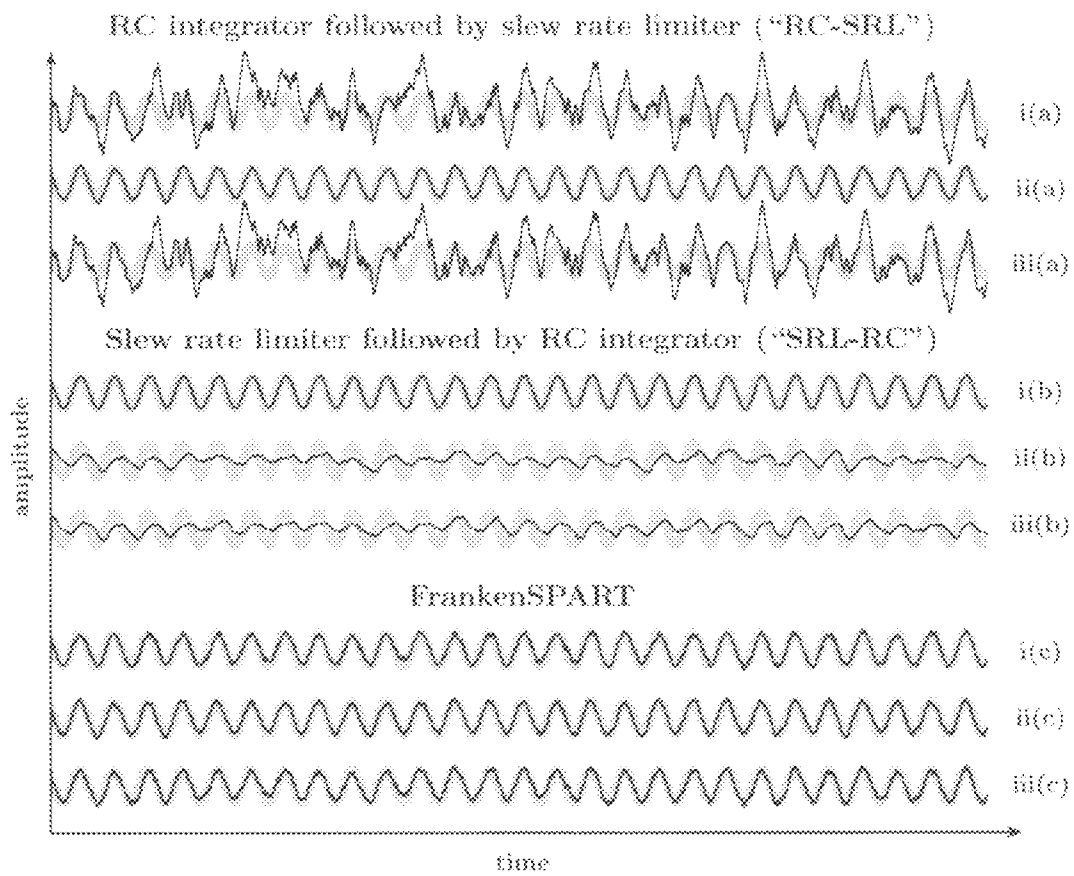 RC integrator followed by slew rate limiter (“RC-SRL”)
i(a)
ii(a)
iii(a)
Slew rate limiter followed by RC integrator (“SRL-RC”)
i(b)
ii(b)
iii(b)
amplitude
FrankenSPART
i(c)
ii(c)
iii(c)
time